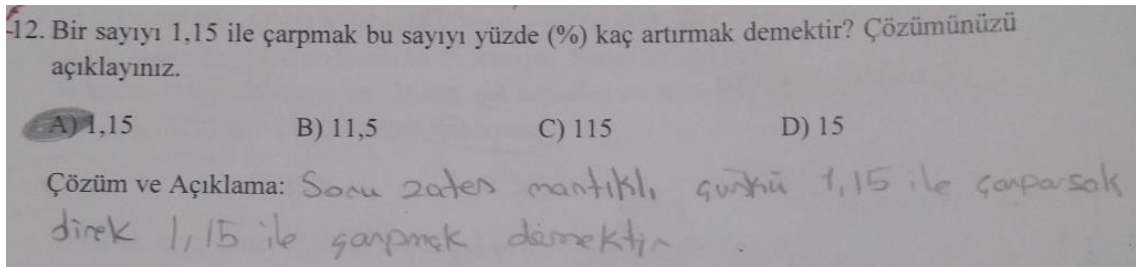 12. Bir sayıyı 1,15 ile çarpmak bu sayıyı yüzde (%) kaç artırmak demektir? Çözümünüzü
açıklayınız.
A) 1,15 B) 11,5 C) 115 D) 15
Çözüm ve Açıklama: Soru zaten mantıklı çünkü 1,15 ile çarparsak
direk 1,15 ile çarpmak demektir